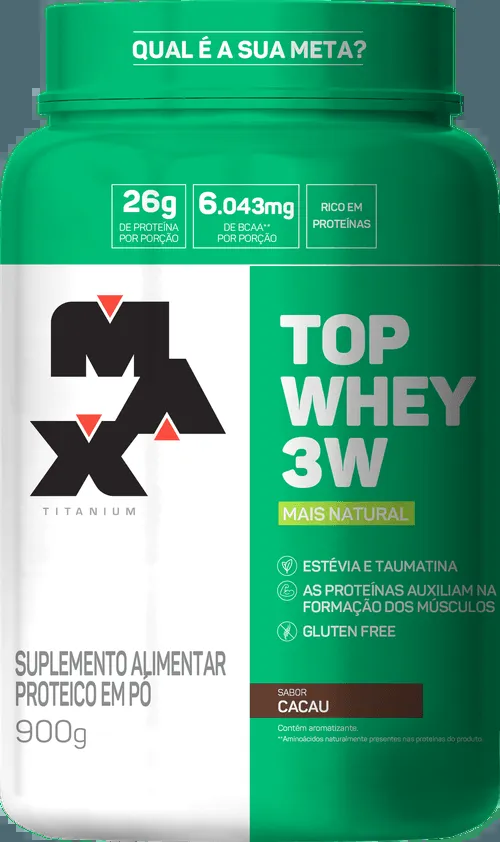 QUAL É A SUA META?
26g
DE PROTEÍNA
POR PORÇÃO
6.043mg
DE BCAA**
POR PORÇÃO
RICO EM
PROTEÍNAS
MAX
TITANIUM
TOP
WHEY
3W
MAIS NATURAL
ESTÉVIA E TAUMATINA
AS PROTEÍNAS AUXILIAM NA
FORMAÇÃO DOS MÚSCULOS
GLUTEN FREE
SUPLEMENTO ALIMENTAR
PROTEICO EM PÓ
900g
SABOR
CACAU
Contém aromatizante.
**Aminoácidos naturalmente presentes nas proteínas do produto.